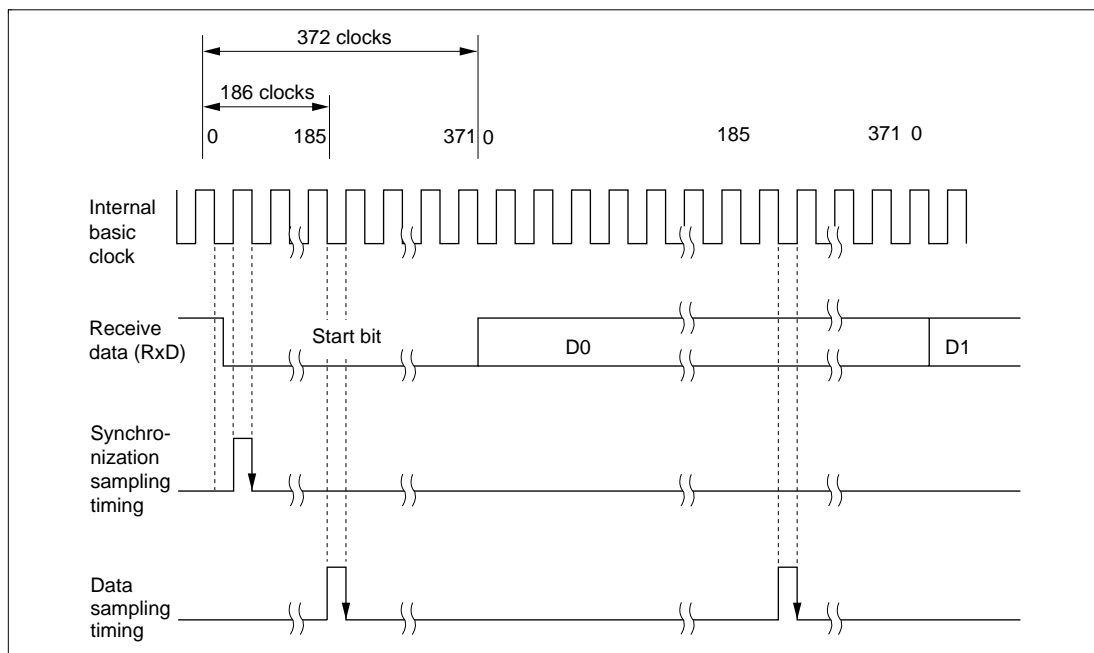 372 clocks
186 clocks
0
185
371 0
185
371 0
Internal
basic
clock
Receive
data (RxD)
Start bit
D0
D1
Synchro-
nization
sampling
timing
Data
sampling
timing